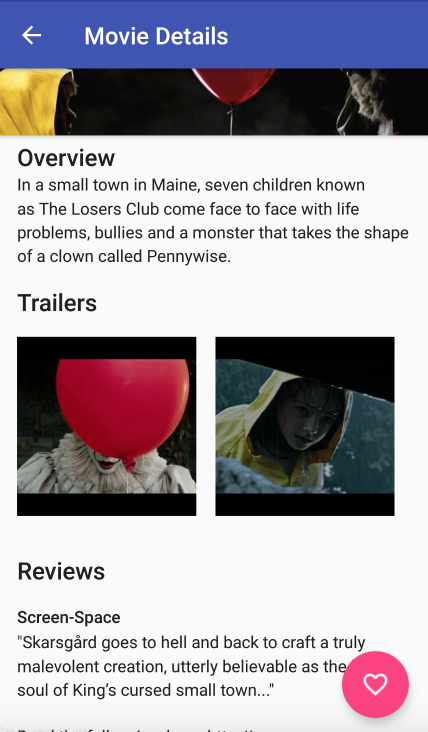 Movie Details
Overview
In a small town in Maine, seven children known
as The Losers Club come face to face with life
problems, bullies and a monster that takes the shape
of a clown called Pennywise.
Trailers
Reviews
Screen-Space
"Skarsgård goes to hell and back to craft a truly
malevolent creation, utterly believable as the
soul of King’s cursed small town..."